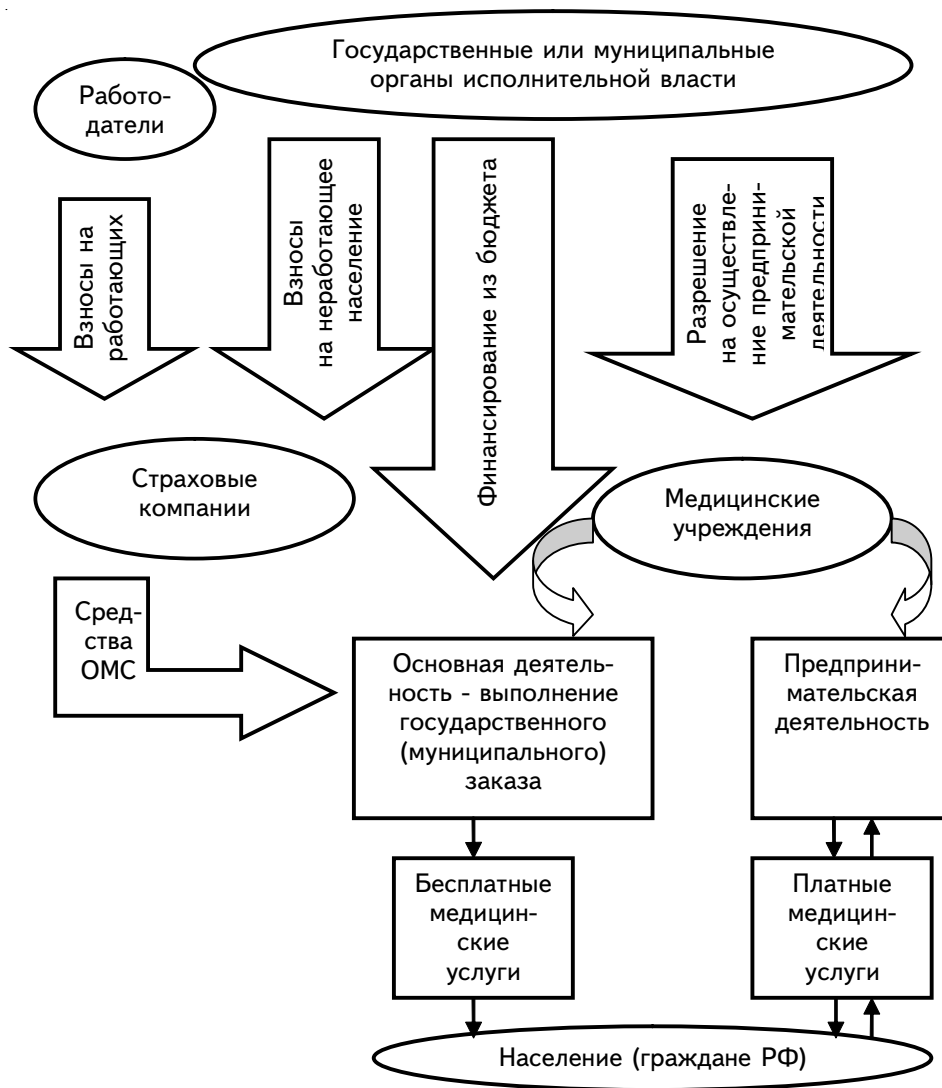 Государственные или муниципальные
органы исполнительной власти
Работо-
датели
Взносы на
работающих
Взносы
на неработающее
население
Финансирование из бюджета
Разрешение
на осуществле-
ние предприни-
мательской
деятельности
Страховые
компании
Медицинские
учреждения
Сред-
ства
ОМС
Основная деятель-
ность - выполнение
государственного
(муниципального)
заказа
Предприни-
мательская
деятельность
Бесплатные
медицин-
ские
услуги
Платные
медицин-
ские
услуги
Население (граждане РФ)